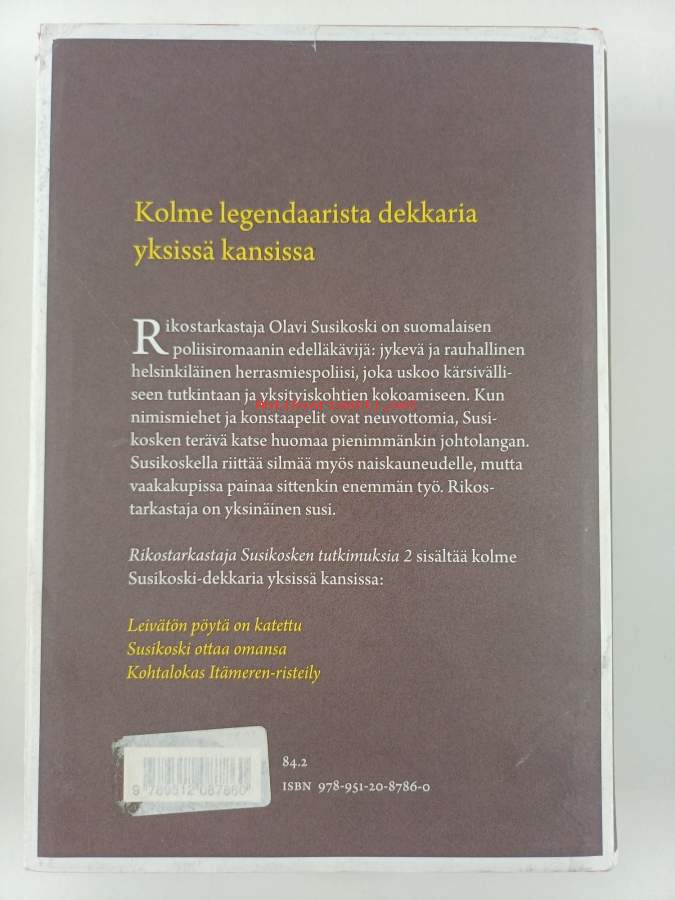 Kolme legendaarista dekkaria
yksissä kansissa
Rikostarkastaja Olavi Susikoski on suomalaisen
poliisiromaanin edelläkävijä: jykevä ja rauhallinen
helsinkiläinen herrasmiespoliisi, joka uskoo kärsivälli-
seen tutkintaan ja yksityiskohtien kokoamiseen. Kun
nimismiehet ja konstaapelit ovat neuvottomia, Susi-
kosken terävä katse huomaa pienimmänkin johtolangan.
Susikoskella riittää silmää myös naiskauneudelle, mutta
vaakakupissa painaa sittenkin enemmän työ. Rikos-
tarkastaja on yksinäinen susi.
Rikostarkastaja Susikosken tutkimuksia 2 sisältää kolme
Susikoski-dekkaria yksissä kansissa:
Leivätön pöytä on katettu
Susikoski ottaa omansa
Kohtalokas Itämeren-risteily
84.2
ISBN 978-951-20-8786-0
9 789512 087860